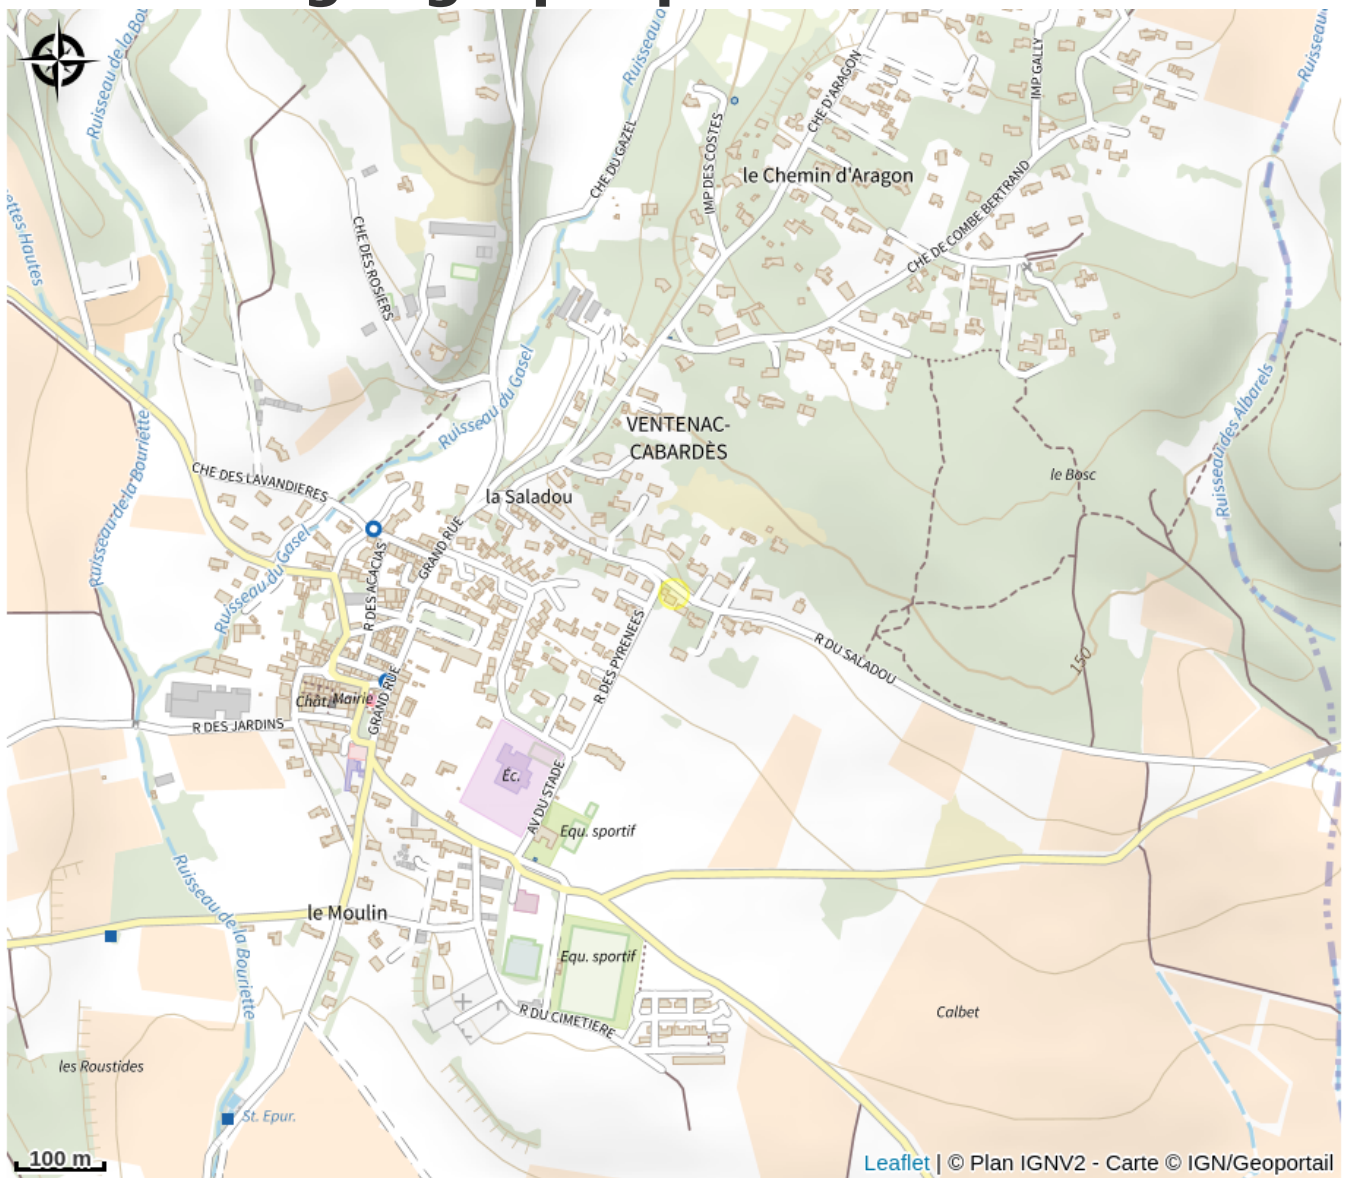 Ruisseau de la Bou
Ruisseau d
Ruisseau
CHE D'ARAGON
IMP GALLY
CHE DU GAZEL
IMP DES COSTES
le Chemin d'Aragon
CHE DE COMBE BERTRAND
ettes Hautes
CHE DES ROSIERS
Ruisseau du Gasel
Ruisseau des Albarels
VENTENAC-
CABARDÈS
le Bosc
CHE DES LAVANDIERES
la Saladou
Ruisseau de la Bouriette
GRAND RUE
Ruisseau du Gasel
R DES ACACIAS
R DES PYRENEES
R DU SALADOU
150
Chât.
Mairie
GRAND RUE
R DES JARDINS
Éc.
AV DU STADE
Equ. sportif
Ruisseau de la Bouriette
le Moulin
Equ. sportif
R DU CIMETIERE
Calbet
les Roustides
St. Epur.
100 m
Leaflet | © Plan IGNV2 - Carte © IGN/Geoportail